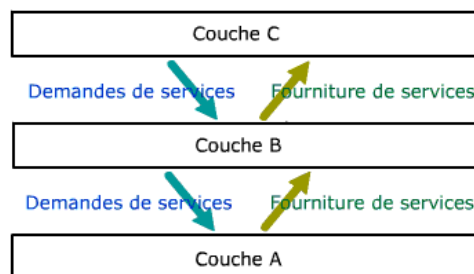 Couche C
Demandes de services Fourniture de services
Couche B
Demandes de services Fourniture de services
Couche A